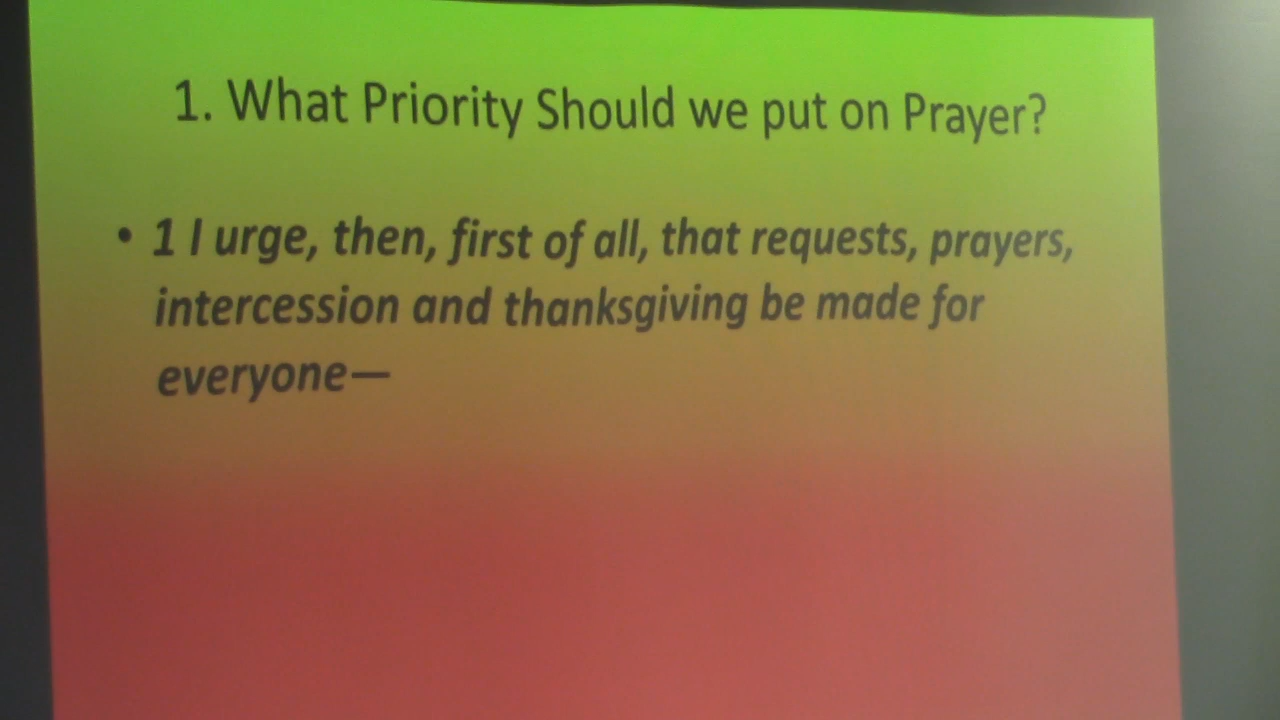 1. What Priority Should we put on Prayer?
• 1 I urge, then, first of all, that requests, prayers,
intercession and thanksgiving be made for
everyone—